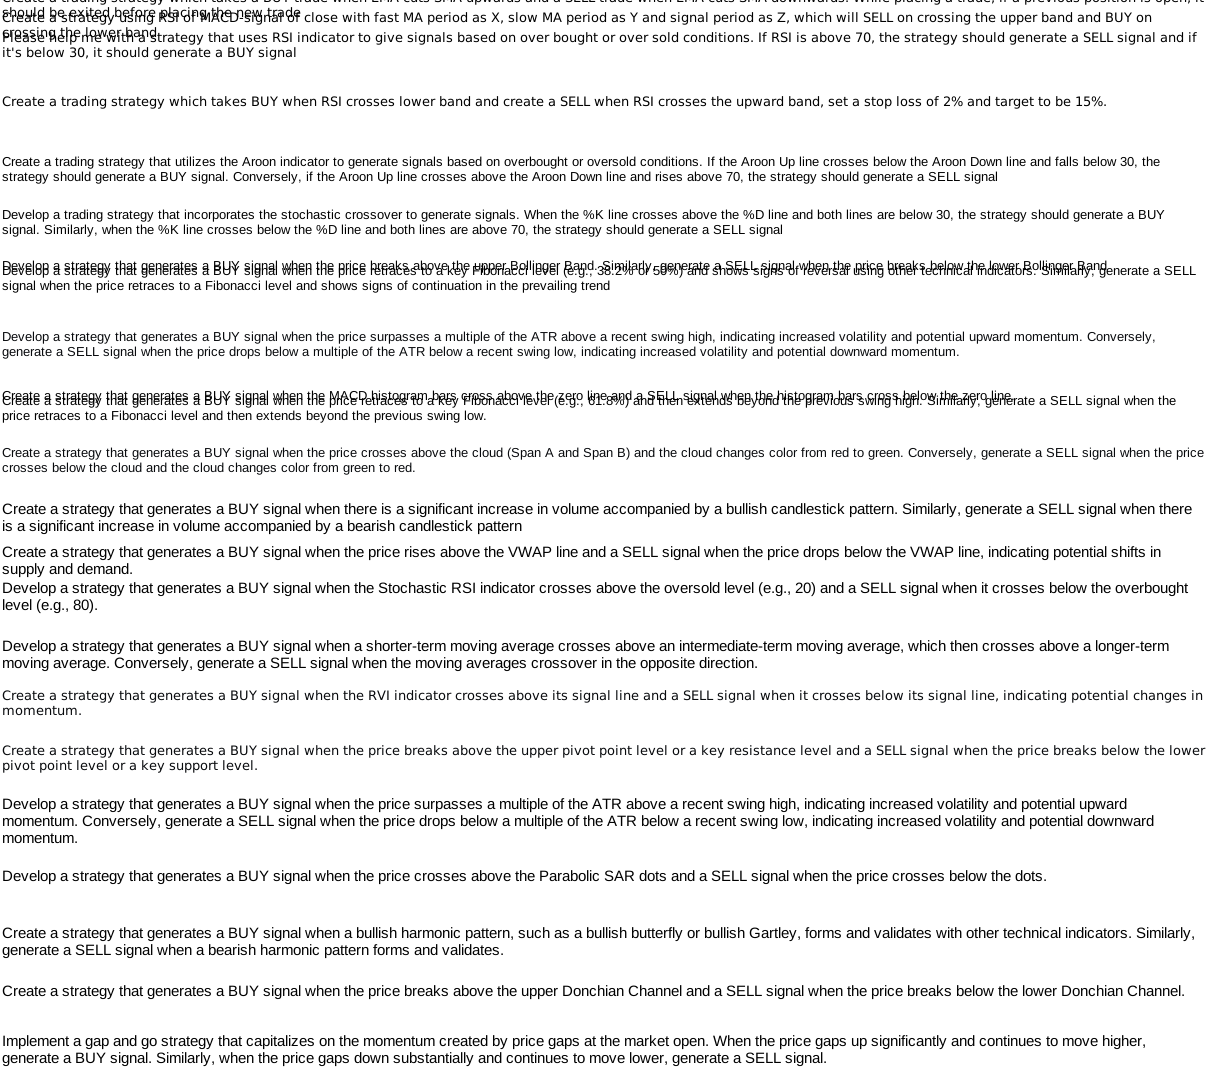 Create a trading strategy which takes a BUY trade when EMA cuts SMA upwards and a SELL trade when EMA cuts SMA downwards. While placing a trade, if a previous position is open, it
should be exited before placing the new trade
Create a strategy using RSI of MACD signal of close with fast MA period as X, slow MA period as Y and signal period as Z, which will SELL on crossing the upper band and BUY on
crossing the lower band.
Please help me with a strategy that uses RSI indicator to give signals based on over bought or over sold conditions. If RSI is above 70, the strategy should generate a SELL signal and if
it's below 30, it should generate a BUY signal
Create a trading strategy which takes BUY when RSI crosses lower band and create a SELL when RSI crosses the upward band, set a stop loss of 2% and target to be 15%.
Create a trading strategy that utilizes the Aroon indicator to generate signals based on overbought or oversold conditions. If the Aroon Up line crosses below the Aroon Down line and falls below 30, the
strategy should generate a BUY signal. Conversely, if the Aroon Up line crosses above the Aroon Down line and rises above 70, the strategy should generate a SELL signal
Develop a trading strategy that incorporates the stochastic crossover to generate signals. When the %K line crosses above the %D line and both lines are below 30, the strategy should generate a BUY
signal. Similarly, when the %K line crosses below the %D line and both lines are above 70, the strategy should generate a SELL signal
Develop a strategy that generates a BUY signal when the price breaks above the upper Bollinger Band. Similarly, generate a SELL signal when the price breaks below the lower Bollinger Band.
Develop a strategy that generates a BUY signal when the price retraces to a key Fibonacci level (e.g., 38.2% or 50%) and shows signs of reversal using other technical indicators. Similarly, generate a SELL
signal when the price retraces to a Fibonacci level and shows signs of continuation in the prevailing trend
Develop a strategy that generates a BUY signal when the price surpasses a multiple of the ATR above a recent swing high, indicating increased volatility and potential upward momentum. Conversely,
generate a SELL signal when the price drops below a multiple of the ATR below a recent swing low, indicating increased volatility and potential downward momentum.
Create a strategy that generates a BUY signal when the MACD histogram bars cross above the zero line and a SELL signal when the histogram bars cross below the zero line.
Create a strategy that generates a BUY signal when the price retraces to a key Fibonacci level (e.g., 61.8%) and then extends beyond the previous swing high. Similarly, generate a SELL signal when the
price retraces to a Fibonacci level and then extends beyond the previous swing low.
Create a strategy that generates a BUY signal when the price crosses above the cloud (Span A and Span B) and the cloud changes color from red to green. Conversely, generate a SELL signal when the price
crosses below the cloud and the cloud changes color from green to red.
Create a strategy that generates a BUY signal when there is a significant increase in volume accompanied by a bullish candlestick pattern. Similarly, generate a SELL signal when there
is a significant increase in volume accompanied by a bearish candlestick pattern
Create a strategy that generates a BUY signal when the price rises above the VWAP line and a SELL signal when the price drops below the VWAP line, indicating potential shifts in
supply and demand.
Develop a strategy that generates a BUY signal when the Stochastic RSI indicator crosses above the oversold level (e.g., 20) and a SELL signal when it crosses below the overbought
level (e.g., 80).
Develop a strategy that generates a BUY signal when a shorter-term moving average crosses above an intermediate-term moving average, which then crosses above a longer-term
moving average. Conversely, generate a SELL signal when the moving averages crossover in the opposite direction.
Create a strategy that generates a BUY signal when the RVI indicator crosses above its signal line and a SELL signal when it crosses below its signal line, indicating potential changes in
momentum.
Create a strategy that generates a BUY signal when the price breaks above the upper pivot point level or a key resistance level and a SELL signal when the price breaks below the lower
pivot point level or a key support level.
Develop a strategy that generates a BUY signal when the price surpasses a multiple of the ATR above a recent swing high, indicating increased volatility and potential upward
momentum. Conversely, generate a SELL signal when the price drops below a multiple of the ATR below a recent swing low, indicating increased volatility and potential downward
momentum.
Develop a strategy that generates a BUY signal when the price crosses above the Parabolic SAR dots and a SELL signal when the price crosses below the dots.
Create a strategy that generates a BUY signal when a bullish harmonic pattern, such as a bullish butterfly or bullish Gartley, forms and validates with other technical indicators. Similarly,
generate a SELL signal when a bearish harmonic pattern forms and validates.
Create a strategy that generates a BUY signal when the price breaks above the upper Donchian Channel and a SELL signal when the price breaks below the lower Donchian Channel.
Implement a gap and go strategy that capitalizes on the momentum created by price gaps at the market open. When the price gaps up significantly and continues to move higher,
generate a BUY signal. Similarly, when the price gaps down substantially and continues to move lower, generate a SELL signal.